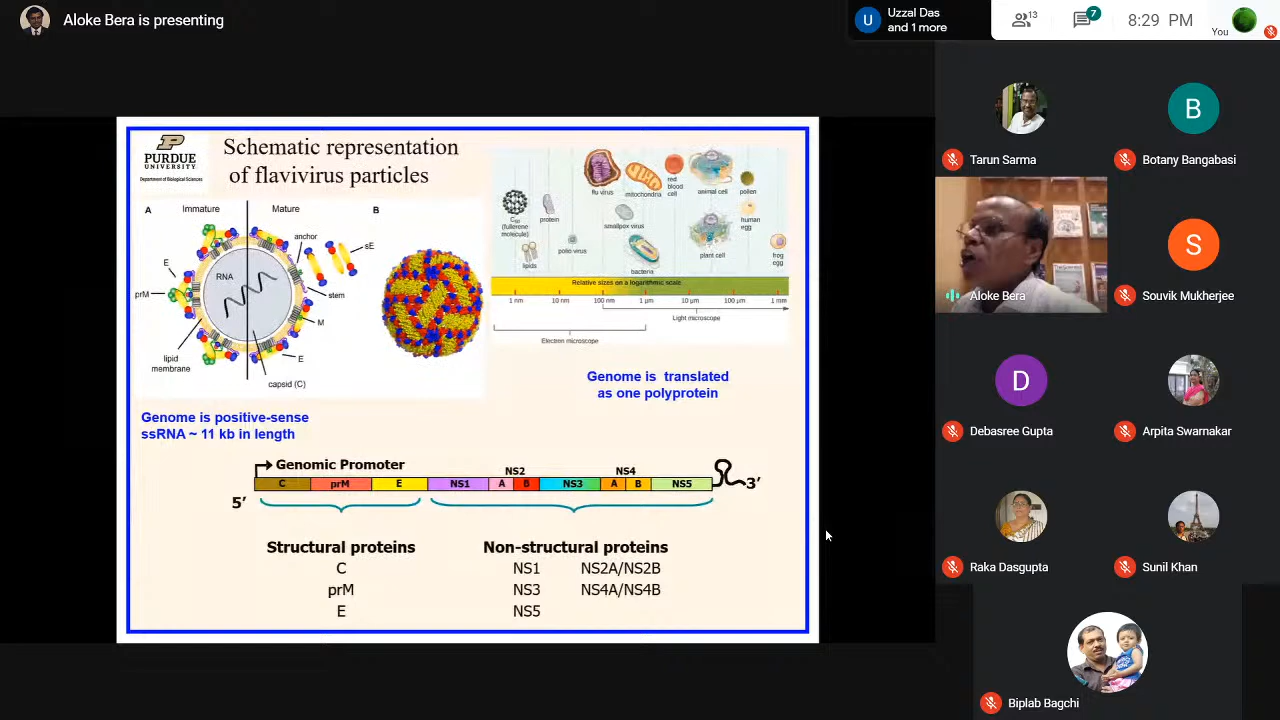 Aloke Bera is presenting
U
Uzzal Das
and 1 more
13
7
8:29 PM
You
PURDUE
UNIVERSITY
Department of Biological Sciences
Schematic representation
of flavivirus particles
A
Immature
Mature
B
anchor
sE
E
RNA
prM
stem
M
lipid
membrane
E
capsid (C)
flu virus
mitochondria
red
blood
cell
animal cell
pollen
C60
(fullerene
molecule)
protein
smallpox virus
human
egg
lipids
polio virus
bacteria
plant cell
frog
egg
Relative sizes on a logarithmic scale
1 nm
10 nm
100 nm
1 µm
10 µm
100 µm
1 mm
Light microscope
Electron microscope
Genome is translated
as one polyprotein
Genome is positive-sense
ssRNA ~ 11 kb in length
Genomic Promoter
NS2
NS4
C
prM
E
NS1
A
B
NS3
A
B
NS5
3′
5′
Structural proteins
C
prM
E
Non-structural proteins
NS1 NS2A/NS2B
NS3 NS4A/NS4B
NS5
Tarun Sarma
B
Botany Bangabasi
Aloke Bera
S
Souvik Mukherjee
D
Debasree Gupta
Arpita Swarnakar
Raka Dasgupta
Sunil Khan
Biplab Bagchi